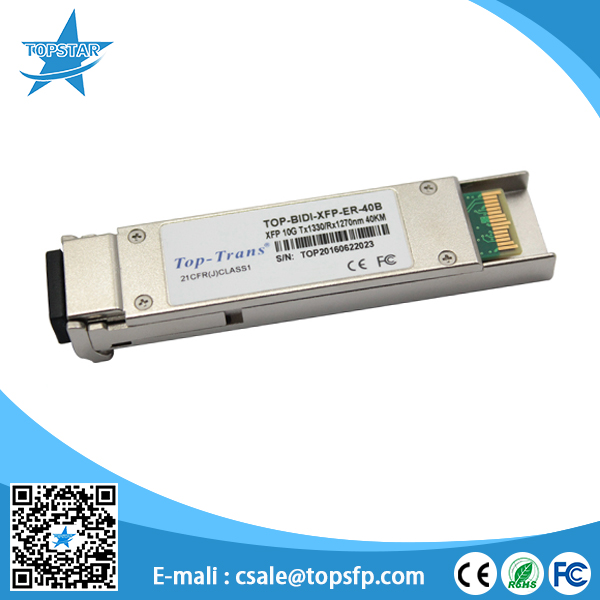 TOPSTAR
TOP-BIDI-XFP-ER-40B
XFP 10G Tx1330/Rx1270nm 40KM
Top-Trans®
S/N: TOP20160622023
21CFR(J)CLASS1
CE FC
E-mali : csale@topsfp.com
CE FC RoHS